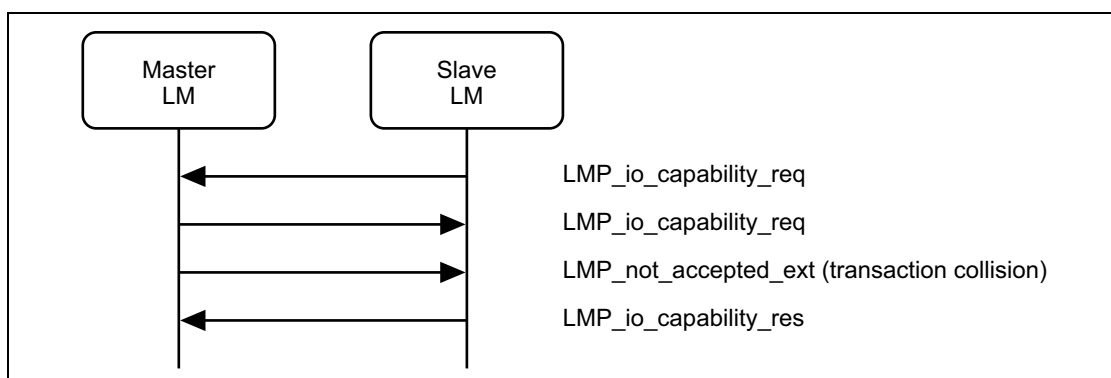 Master
LM
Slave
LM
LMP_io_capability_req
LMP_io_capability_req
LMP_not_accepted_ext (transaction collision)
LMP_io_capability_res